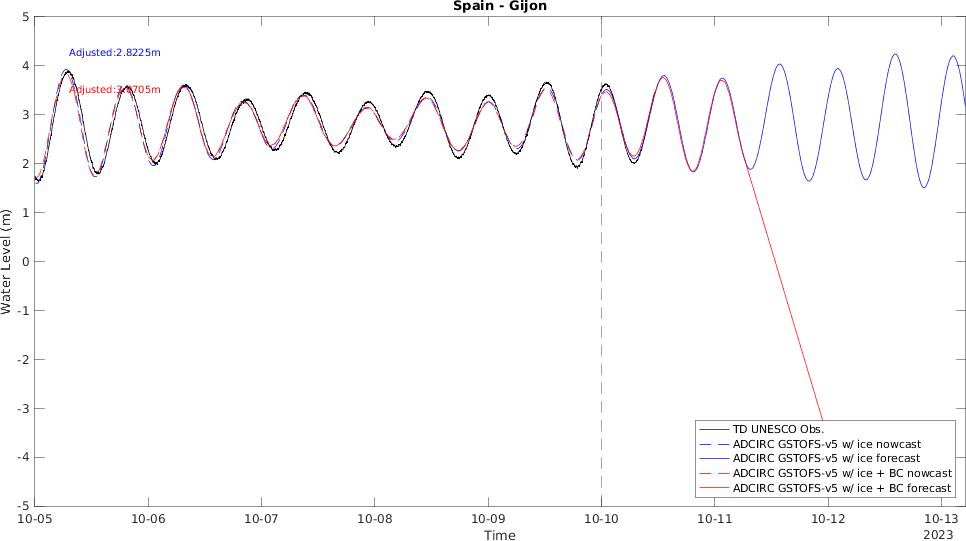 Spain - Gijon
5
4
3
2
1
0
-1
-2
-3
-4
-5
Water Level (m)
Adjusted:2.8225m
TD UNESCO Obs.
ADCIRC GSTOFS-v5 w/ ice nowcast
ADCIRC GSTOFS-v5 w/ ice forecast
ADCIRC GSTOFS-v5 w/ ice + BC nowcast
ADCIRC GSTOFS-v5 w/ ice + BC forecast
10-05 10-06 10-07 10-08 10-09 10-10 10-11 10-12 10-13
Time
2023